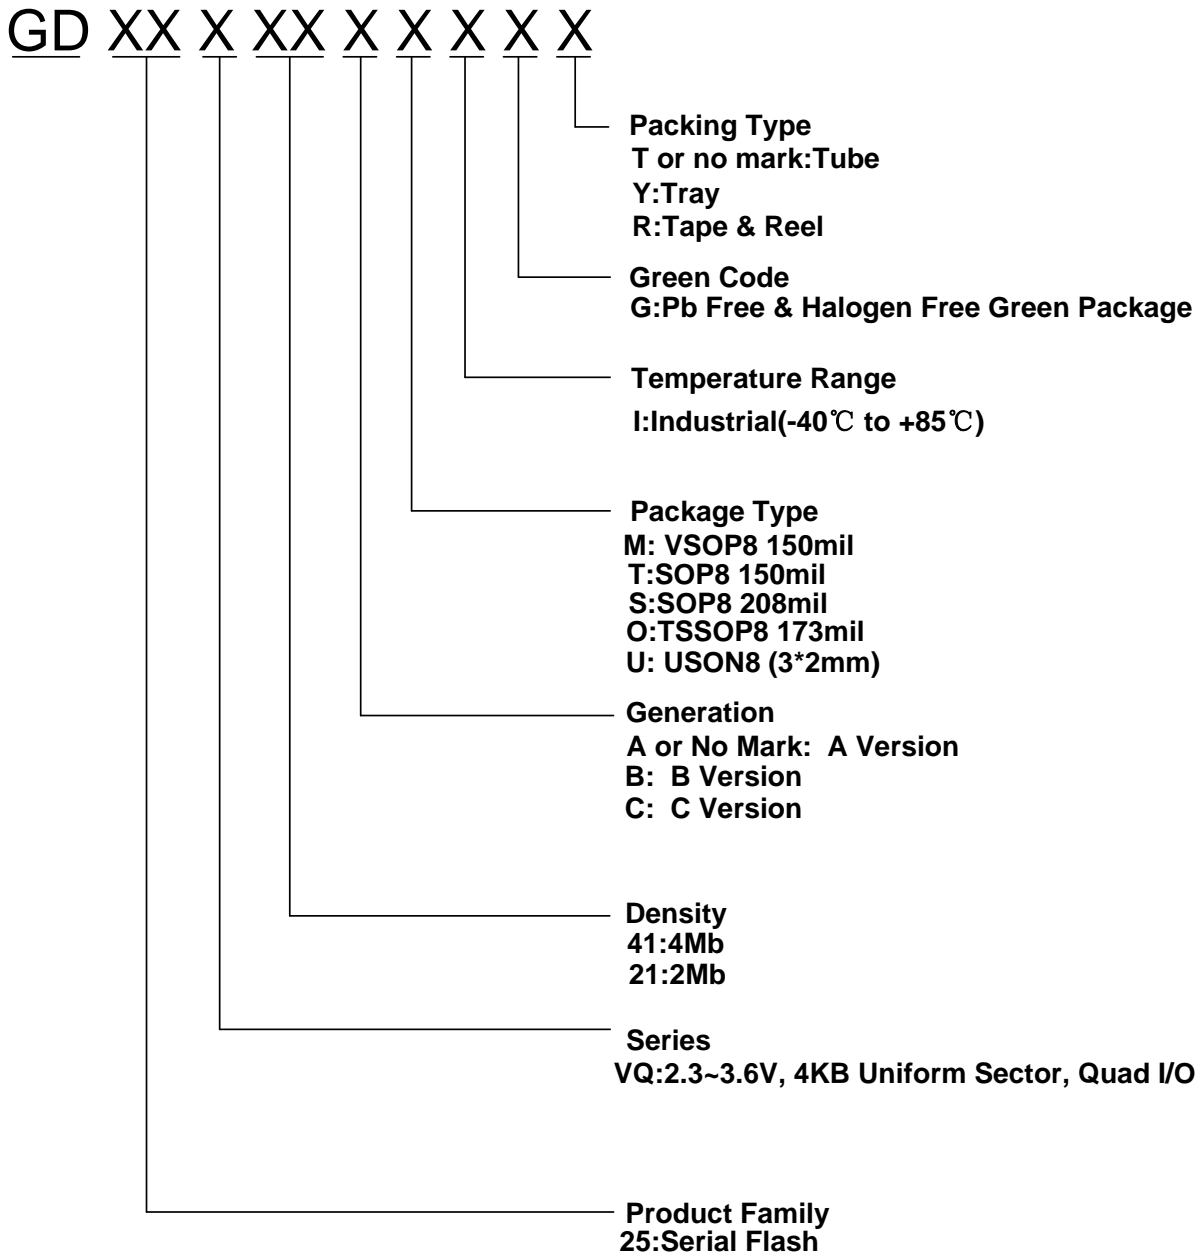 GD XX X XX X X X X X
Packing Type
T or no mark:Tube
Y:Tray
R:Tape & Reel
Green Code
G:Pb Free & Halogen Free Green Package
Temperature Range
I:Industrial(-40℃ to +85℃)
Package Type
M: VSOP8 150mil
T:SOP8 150mil
S:SOP8 208mil
O:TSSOP8 173mil
U: USON8 (3*2mm)
Generation
A or No Mark: A Version
B: B Version
C: C Version
Density
41:4Mb
21:2Mb
Series
VQ:2.3~3.6V, 4KB Uniform Sector, Quad I/O
Product Family
25:Serial Flash